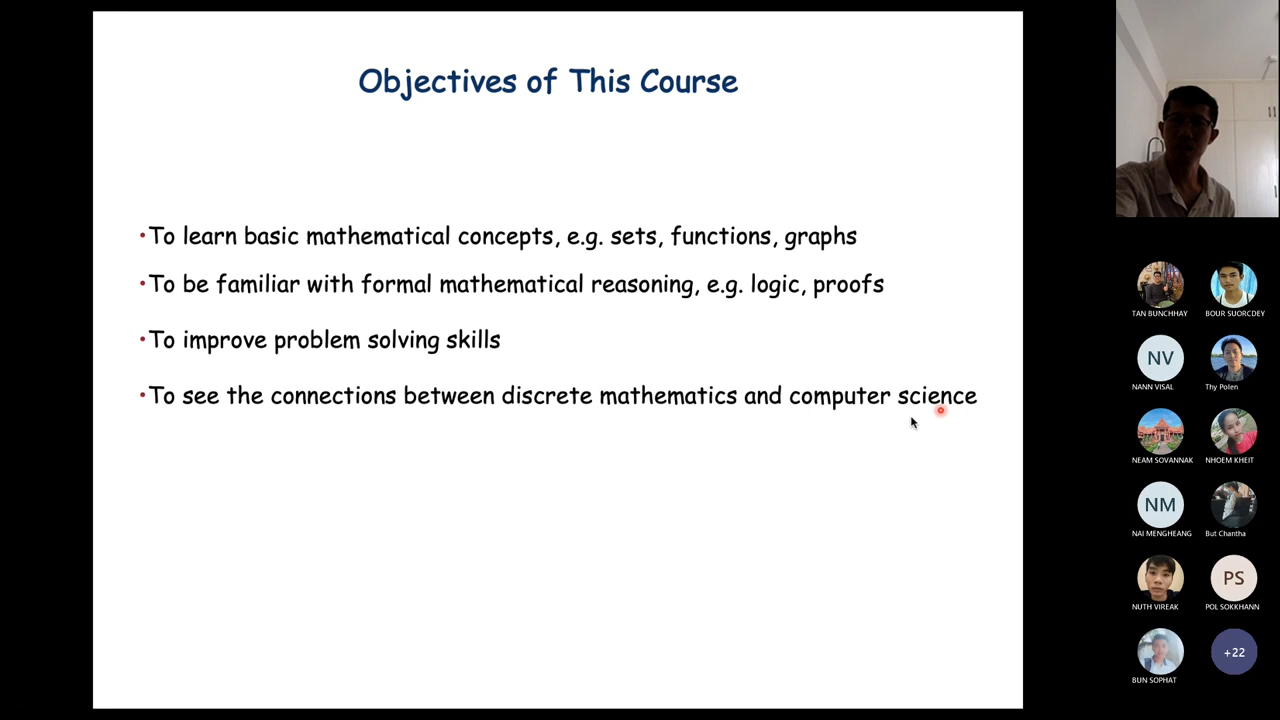 Objectives of This Course
•To learn basic mathematical concepts, e.g. sets, functions, graphs
•To be familiar with formal mathematical reasoning, e.g. logic, proofs
•To improve problem solving skills
•To see the connections between discrete mathematics and computer science
TAN BUNCHHAY
BOUR SUORCDEY
NV
NANN VISAL
Thy Polen
NEAM SOVANNAK
NHOEM KHEIT
NM
NAI MENGHEANG
But Chantha
NUTH VIREAK
PS
POL SOKKHANN
BUN SOPHAT
+22